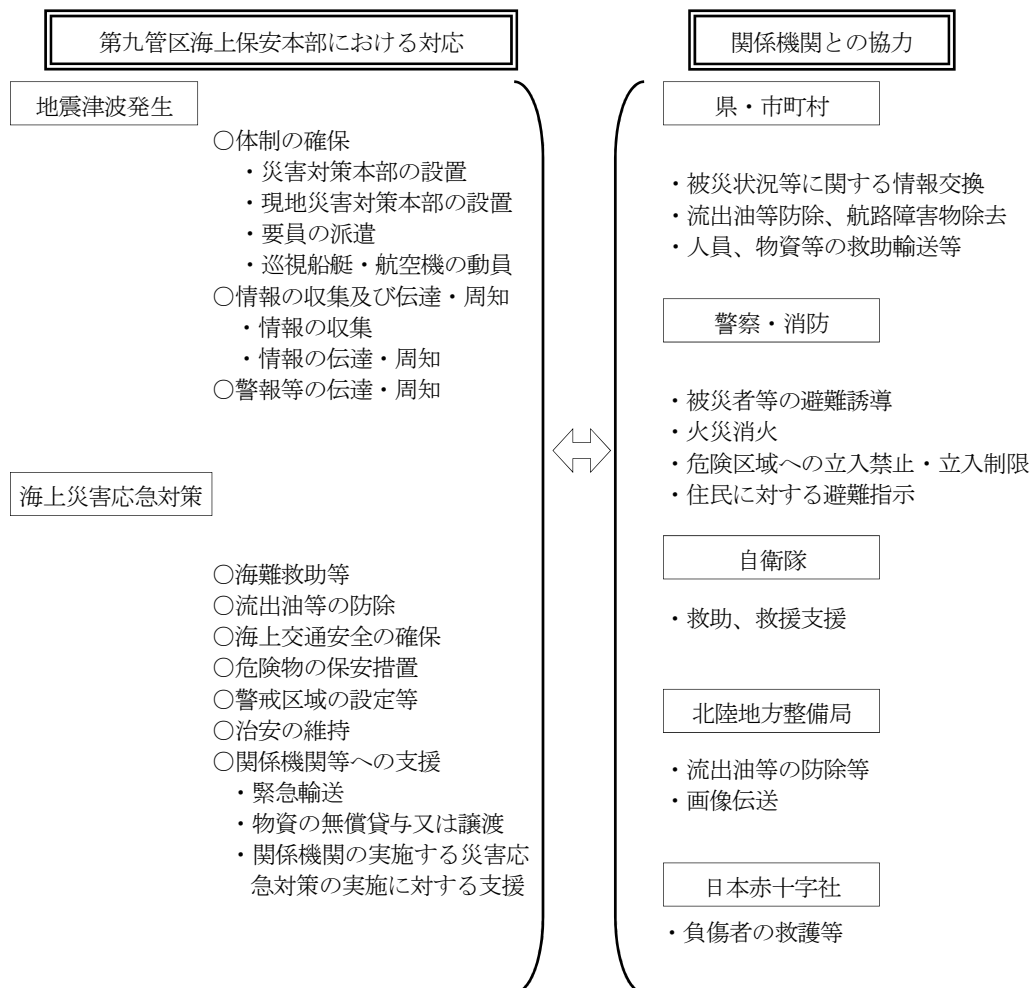 第九管区海上保安本部における対応
地震津波発生
○体制の確保
・災害対策本部の設置
・現地災害対策本部の設置
・要員の派遣
・巡視船艇・航空機の動員
○情報の収集及び伝達・周知
・情報の収集
・情報の伝達・周知
○警報等の伝達・周知
海上災害応急対策
○海難救助等
○流出油等の防除
○海上交通安全の確保
○危険物の保安措置
○警戒区域の設定等
○治安の維持
○関係機関等への支援
・緊急輸送
・物資の無償貸与又は譲渡
・関係機関の実施する災害応
急対策の実施に対する支援
関係機関との協力
県・市町村
・被災状況等に関する情報交換
・流出油等防除、航路障害物除去
・人員、物資等の救助輸送等
警察・消防
・被災者等の避難誘導
・火災消火
・危険区域への立入禁止・立入制限
・住民に対する避難指示
自衛隊
・救助、救援支援
北陸地方整備局
・流出油等の防除等
・画像伝送
日本赤十字社
・負傷者の救護等